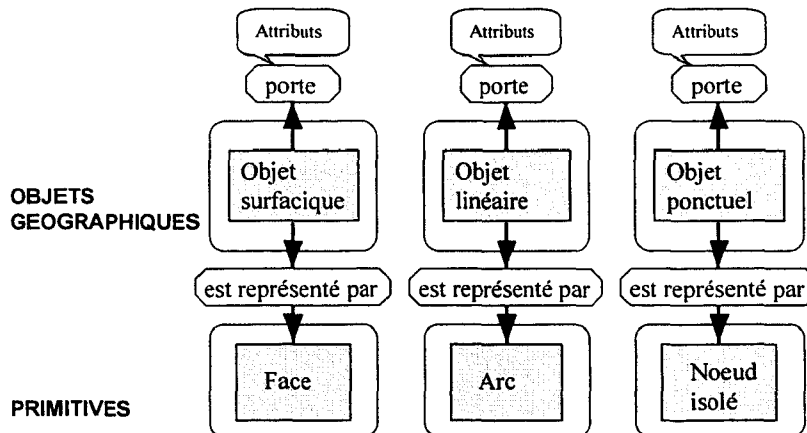 Attributs
Attributs
Attributs
porte
porte
porte
Objet
surfacique
Objet
linéaire
Objet
ponctuel
OBJETS
GEOGRAPHIQUES
est représenté par
est représenté par
est représenté par
Face
Arc
Noeud
isolé
PRIMITIVES